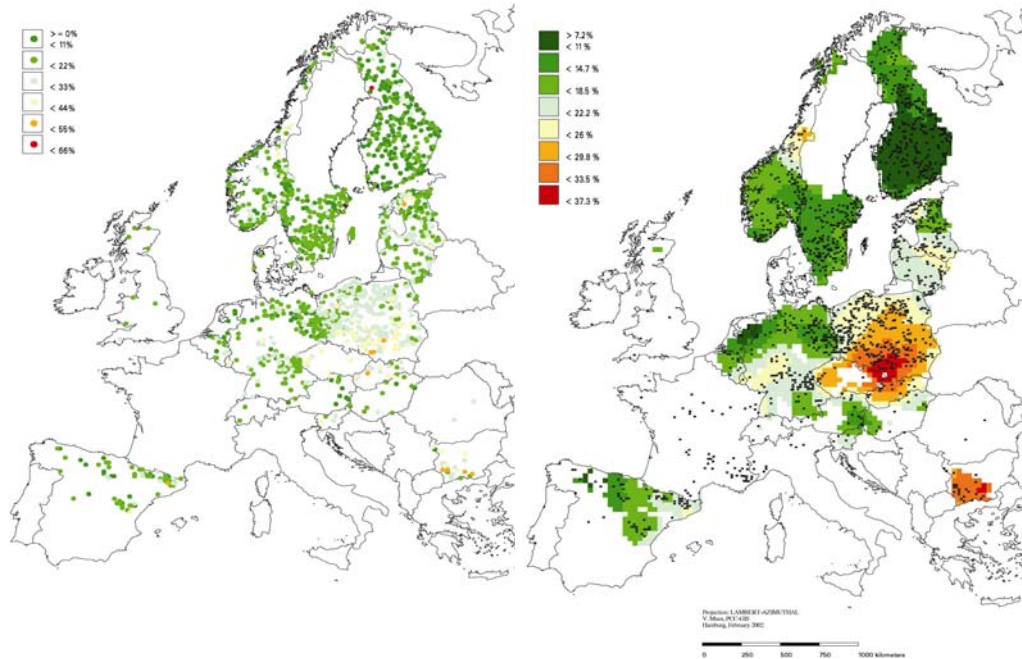 > = 0%
< 11%
< 22%
< 33%
< 44%
< 55%
< 66%
> 7.2%
< 11 %
< 14.7 %
< 18.5 %
< 22.2 %
< 26 %
< 29.8 %
< 33.5 %
< 37.3 %
Projection: LAMBERT-AZIMUTHAL
Hamburg, February 2002
0 250 500 750 1000 kilometers